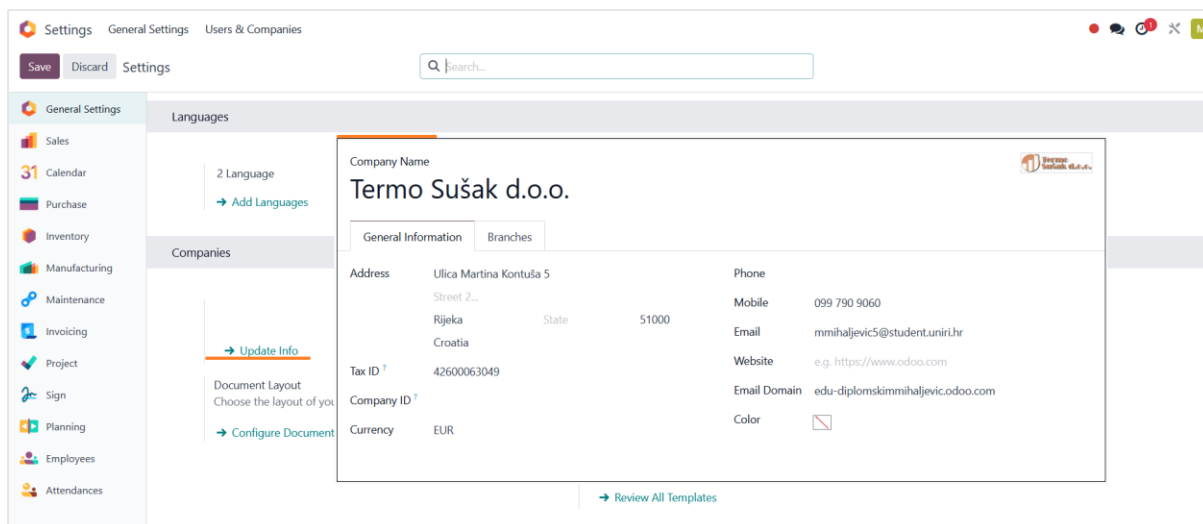 Settings General Settings Users & Companies
1
M
Save Discard Settings
Search...
General Settings
Sales
31 Calendar
Purchase
Inventory
Manufacturing
Maintenance
$ Invoicing
Project
Sign
Planning
Employees
Attendances
Languages
2 Language
→ Add Languages
Companies
→ Update Info
Document Layout
Choose the layout of you
→ Configure Document
Company Name
Termo
Sušak d.o.o.
Termo Sušak d.o.o.
General Information Branches
Address Ulica Martina Kontuša 5
Street 2...
Rijeka State 51000
Croatia
Tax ID ? 42600063049
Company ID ?
Currency EUR
Phone
Mobile 099 790 9060
Email mmihaljevic5@student.uniri.hr
Website e.g. https://www.odoo.com
Email Domain edu-diplomskimmihaljevic.odoo.com
Color
→ Review All Templates